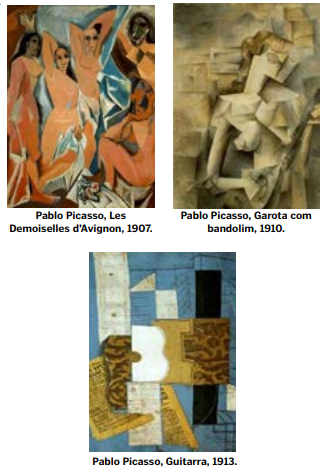 Pablo Picasso, Les
Demoiselles d'Avignon, 1907.
Pablo Picasso, Garota com
bandolim, 1910.
Pablo Picasso, Guitarra, 1913.